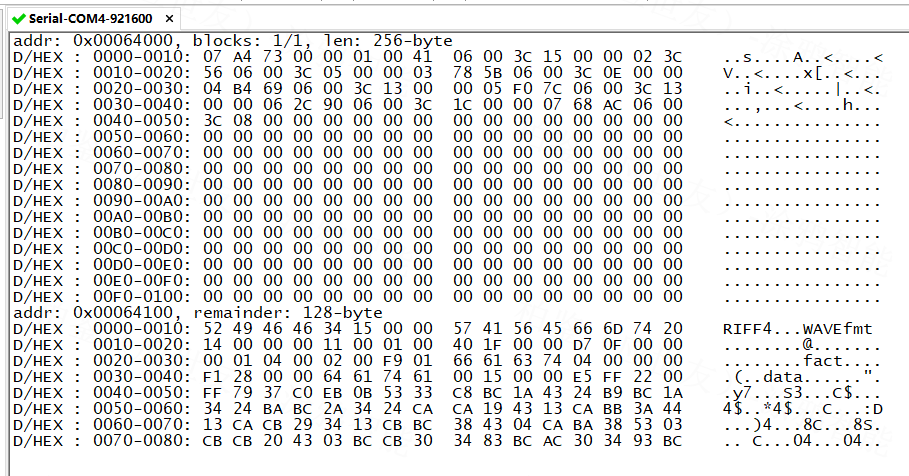 Serial-COM4-921600 ×
addr: 0x00064000, blocks: 1/1, len: 256-byte
D/HEX : 0000-0010: 07 A4 73 00 00 01 00 41  06 00 3C 15 00 00 02 3C ..s....A..<....<
D/HEX : 0010-0020: 56 06 00 3C 05 00 00 03  78 5B 06 00 3C 0E 00 00 V..<....x[..<...
D/HEX : 0020-0030: 04 B4 69 06 00 3C 13 00  00 05 F0 7C 06 00 3C 13 ..i..<.....|..<.
D/HEX : 0030-0040: 00 00 06 2C 90 06 00 3C  1C 00 00 07 68 AC 06 00 ...,...<....h...
D/HEX : 0040-0050: 3C 08 00 00 00 00 00 00  00 00 00 00 00 00 00 00 <...............
D/HEX : 0050-0060: 00 00 00 00 00 00 00 00  00 00 00 00 00 00 00 00 ................
D/HEX : 0060-0070: 00 00 00 00 00 00 00 00  00 00 00 00 00 00 00 00 ................
D/HEX : 0070-0080: 00 00 00 00 00 00 00 00  00 00 00 00 00 00 00 00 ................
D/HEX : 0080-0090: 00 00 00 00 00 00 00 00  00 00 00 00 00 00 00 00 ................
D/HEX : 0090-00A0: 00 00 00 00 00 00 00 00  00 00 00 00 00 00 00 00 ................
D/HEX : 00A0-00B0: 00 00 00 00 00 00 00 00  00 00 00 00 00 00 00 00 ................
D/HEX : 00B0-00C0: 00 00 00 00 00 00 00 00  00 00 00 00 00 00 00 00 ................
D/HEX : 00C0-00D0: 00 00 00 00 00 00 00 00  00 00 00 00 00 00 00 00 ................
D/HEX : 00D0-00E0: 00 00 00 00 00 00 00 00  00 00 00 00 00 00 00 00 ................
D/HEX : 00E0-00F0: 00 00 00 00 00 00 00 00  00 00 00 00 00 00 00 00 ................
D/HEX : 00F0-0100: 00 00 00 00 00 00 00 00  00 00 00 00 00 00 00 00 ................
addr: 0x00064100, remainder: 128-byte
D/HEX : 0000-0010: 52 49 46 46 34 15 00 00  57 41 56 45 66 6D 74 20 RIFF4...WAVEfmt
D/HEX : 0010-0020: 14 00 00 00 11 00 01 00  40 1F 00 00 D7 0F 00 00 ........@.......
D/HEX : 0020-0030: 00 01 04 00 02 00 F9 01  66 61 63 74 04 00 00 00 ........fact....
D/HEX : 0030-0040: F1 28 00 00 64 61 74 61  00 15 00 00 E5 FF 22 00 .(..data......".
D/HEX : 0040-0050: FF 79 37 C0 EB 0B 53 33  C8 BC 1A 43 24 B9 BC 1A .y7...S3...C$...
D/HEX : 0050-0060: 34 24 BA BC 2A 34 24 CA  CA 19 43 13 CA BB 3A 44 4$..*4$...C...:D
D/HEX : 0060-0070: 13 CA CB 29 34 13 CB BC  38 43 04 CA BA 38 53 03 ...)4...8C...8S.
D/HEX : 0070-0080: CB CB 20 43 03 BC CB 30  34 83 BC AC 30 34 93 BC .. C...04...04..